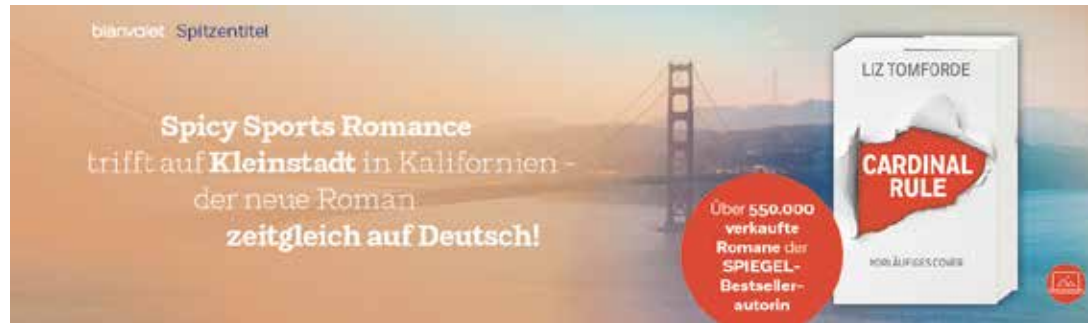 blanvalet Spitzentitel
Spicy Sports Romance
trifft auf Kleinstadt in Kalifornien –
der neue Roman
zeitgleich auf Deutsch!
Über 550.000
verkaufte
Romane der
SPIEGEL-
Bestseller-
autorin
LIZ TOMFORDE
CARDINAL
RULE
VORLÄUFIGES COVER